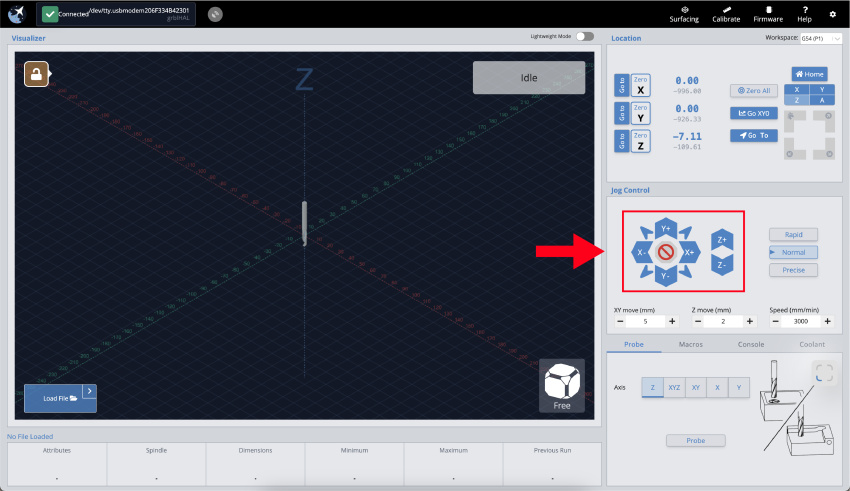 Connected
/dev/tty.usbmodem206F334B42301
grblHAL
Surfacing
Calibrate
Firmware
Help
Visualizer
Lightweight Mode
Z
Idle
Free
Load File
Location
Workspace: G54 (P1)
Go to Zero X 0.00 -996.00
Go to Zero Y 0.00 -926.33
Go to Zero Z -7.11 -109.61
Zero All
Go XY0
Go To
Home
X Y
Z A
Jog Control
Y+
X- X+
Y-
Z+
Z-
Rapid
Normal
Precise
XY move (mm) Z move (mm) Speed (mm/min)
− 5 + − 2 + − 3000 +
Probe Macros Console Coolant
Axis Z XYZ XY X Y
Probe
No File Loaded
Attributes Spindle Dimensions Minimum Maximum Previous Run
- - - - - -